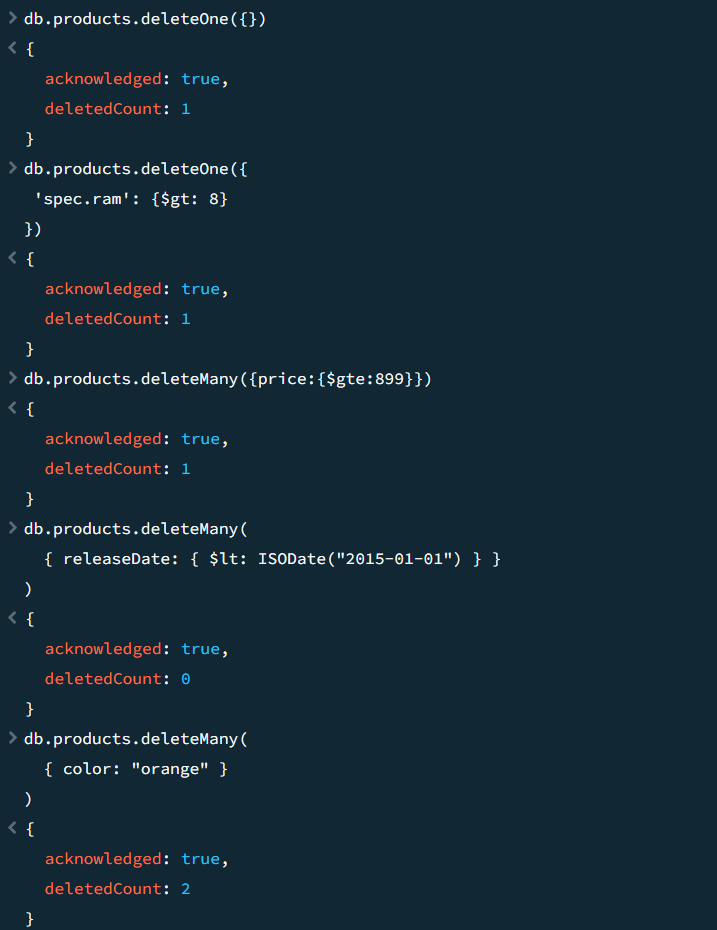 > db.products.deleteOne({})
< {
    acknowledged: true,
    deletedCount: 1
  }
> db.products.deleteOne({
   'spec.ram': {$gt: 8}
  })
< {
    acknowledged: true,
    deletedCount: 1
  }
> db.products.deleteMany({price:{$gte:899}})
< {
    acknowledged: true,
    deletedCount: 1
  }
> db.products.deleteMany(
    { releaseDate: { $lt: ISODate("2015-01-01") } }
  )
< {
    acknowledged: true,
    deletedCount: 0
  }
> db.products.deleteMany(
    { color: "orange" }
  )
< {
    acknowledged: true,
    deletedCount: 2
  }